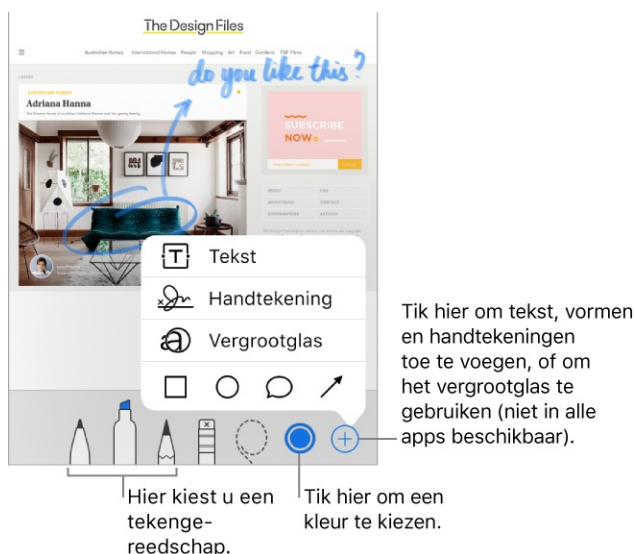 The Design Files
Australian Homes International Homes People Shopping Art Food Gardens TDF Films
do you like this?
Adriana Hanna
SUBSCRIBE
NOW
T Tekst
Handtekening
a Vergrootglas
Tik hier om tekst, vormen
en handtekeningen
toe te voegen, of om
het vergrootglas te
gebruiken (niet in alle
apps beschikbaar).
Hier kiest u een
tekenge-
reedschap.
Tik hier om een
kleur te kiezen.